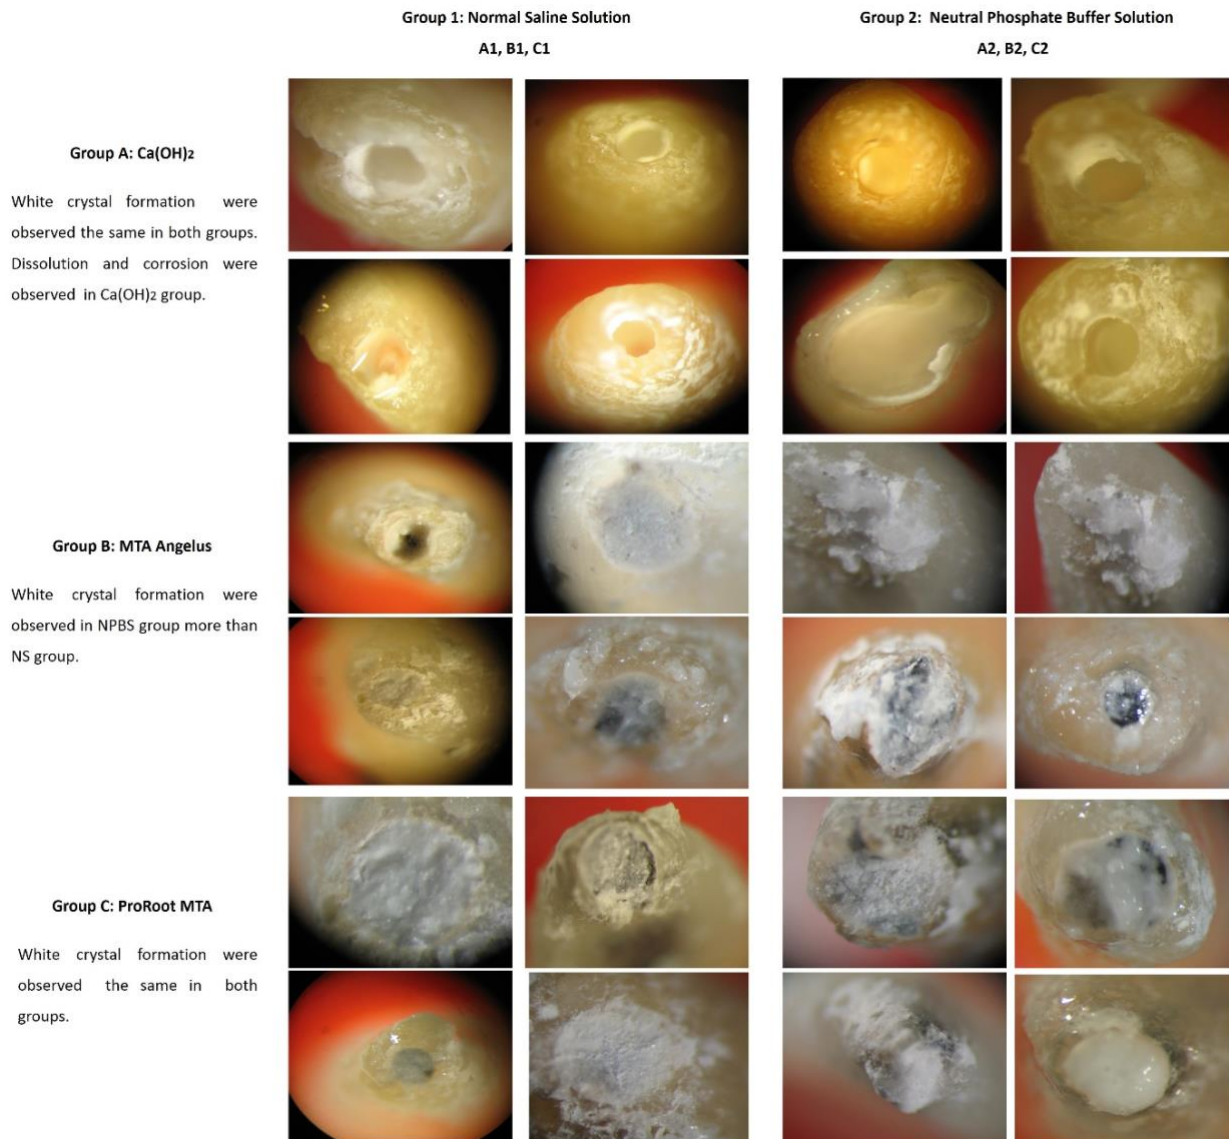 Group 1: Normal Saline Solution
A1, B1, C1
Group 2: Neutral Phosphate Buffer Solution
A2, B2, C2
Group A: Ca(OH)2
White crystal formation were
observed the same in both groups.
Dissolution and corrosion were
observed in Ca(OH)2 group.
Group B: MTA Angelus
White crystal formation were
observed in NPBS group more than
NS group.
Group C: ProRoot MTA
White crystal formation were
observed the same in both
groups.